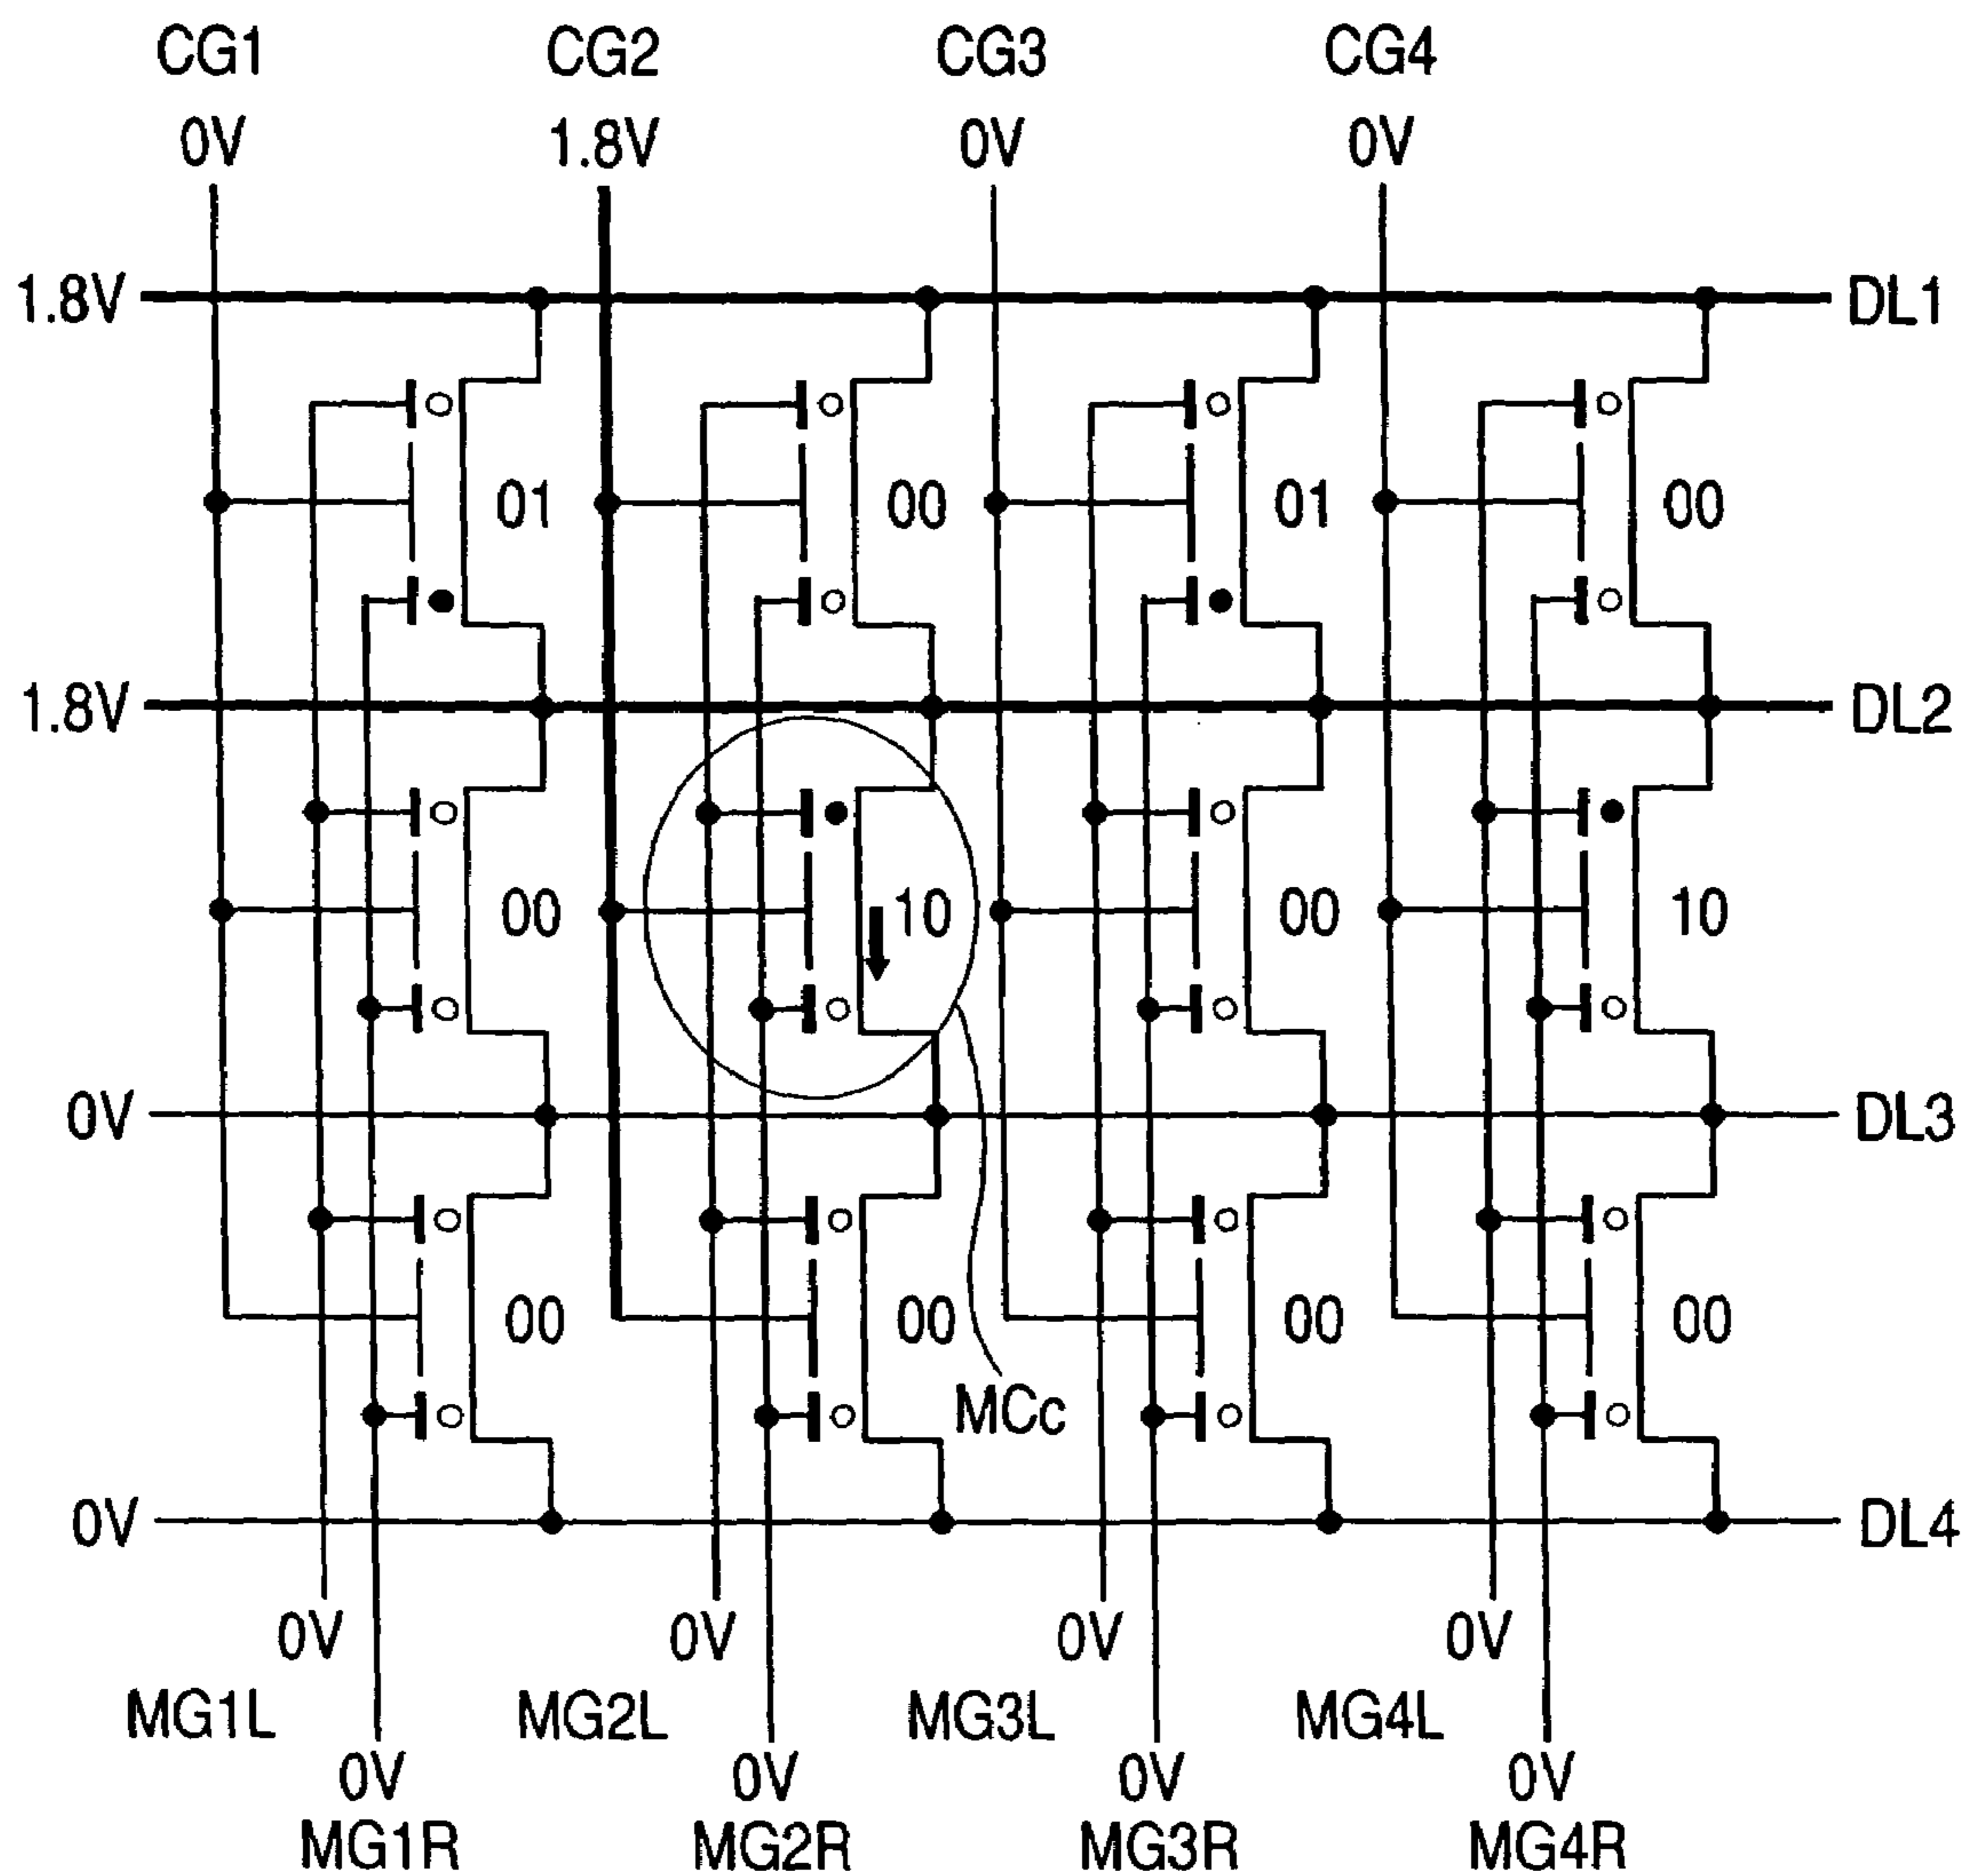 CG1 CG2 CG3 CG4
0V 1.8V 0V 0V
1.8V DL1
01 00 01 00
1.8V DL2
00 10 00 10
0V DL3
00 00 00 00
MCc
0V DL4
0V 0V 0V 0V
MG1L MG2L MG3L MG4L
0V 0V 0V 0V
MG1R MG2R MG3R MG4R